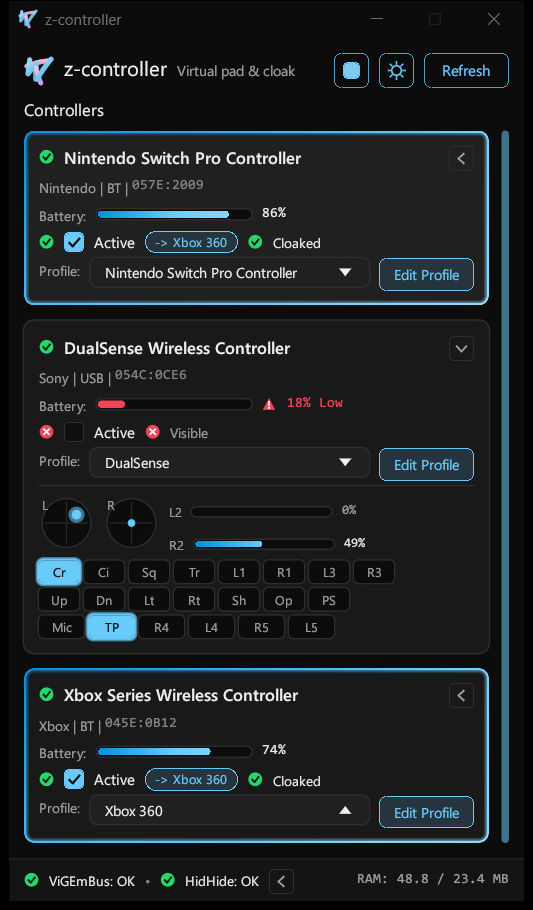 z-controller
z-controller Virtual pad & cloak Refresh
Controllers
Nintendo Switch Pro Controller
Nintendo | BT | 057E:2009
Battery: 86%
Active -> Xbox 360 Cloaked
Profile: Nintendo Switch Pro Controller Edit Profile
DualSense Wireless Controller
Sony | USB | 054C:0CE6
Battery: 18% Low
Active Visible
Profile: DualSense Edit Profile
L R L2 0%
R2 49%
Cr Ci Sq Tr L1 R1 L3 R3
Up Dn Lt Rt Sh Op PS
Mic TP R4 L4 R5 L5
Xbox Series Wireless Controller
Xbox | BT | 045E:0B12
Battery: 74%
Active -> Xbox 360 Cloaked
Profile: Xbox 360 Edit Profile
ViGEmBus: OK • HidHide: OK RAM: 48.8 / 23.4 MB